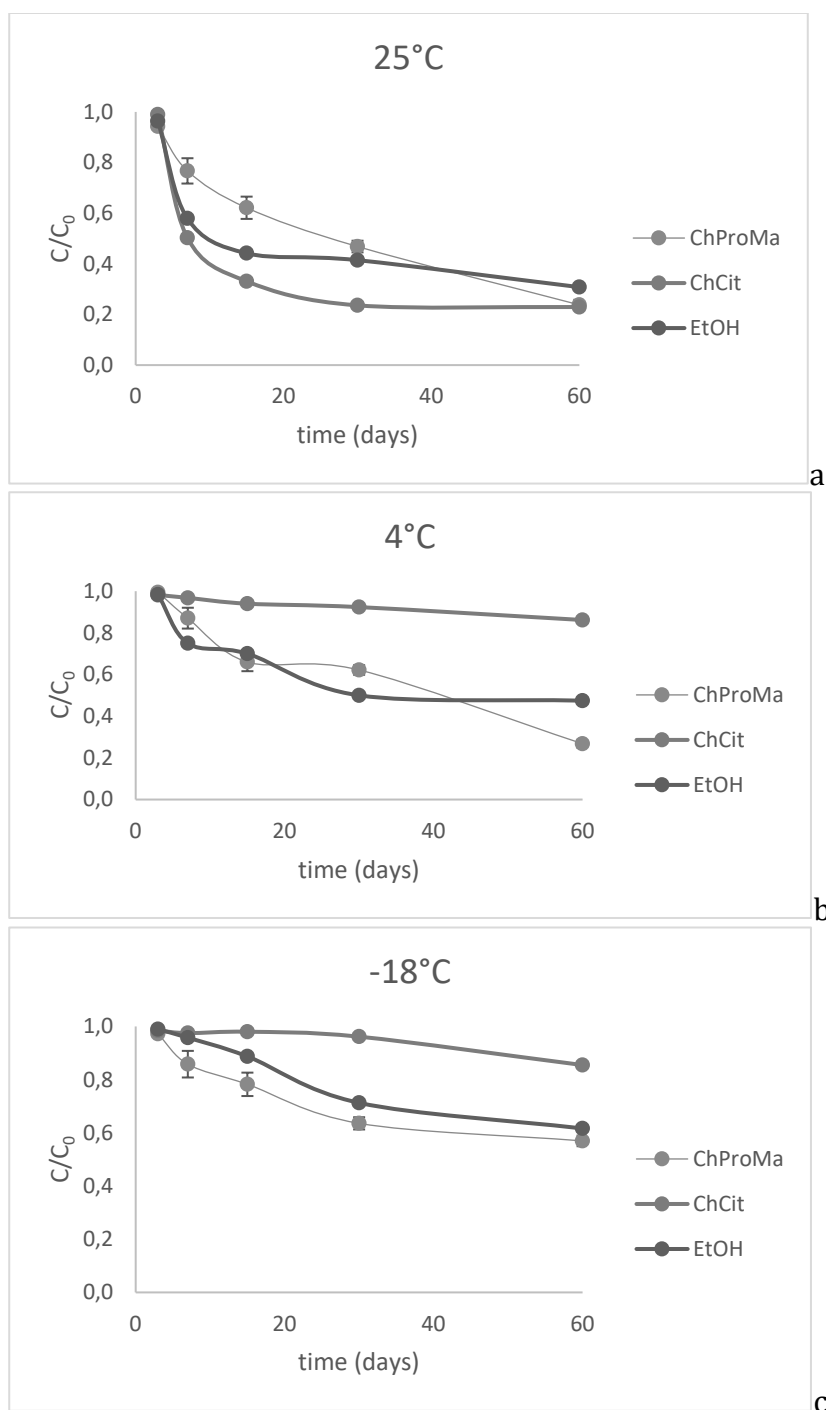 25°C
1,0
0,8
0,6
0,4
0,2
0,0
C/C0
0 20 40 60
time (days)
ChProMa
ChCit
EtOH
a
4°C
1,0
0,8
0,6
0,4
0,2
0,0
C/C0
0 20 40 60
time (days)
ChProMa
ChCit
EtOH
b
-18°C
1,0
0,8
0,6
0,4
0,2
0,0
C/C0
0 20 40 60
time (days)
ChProMa
ChCit
EtOH
c